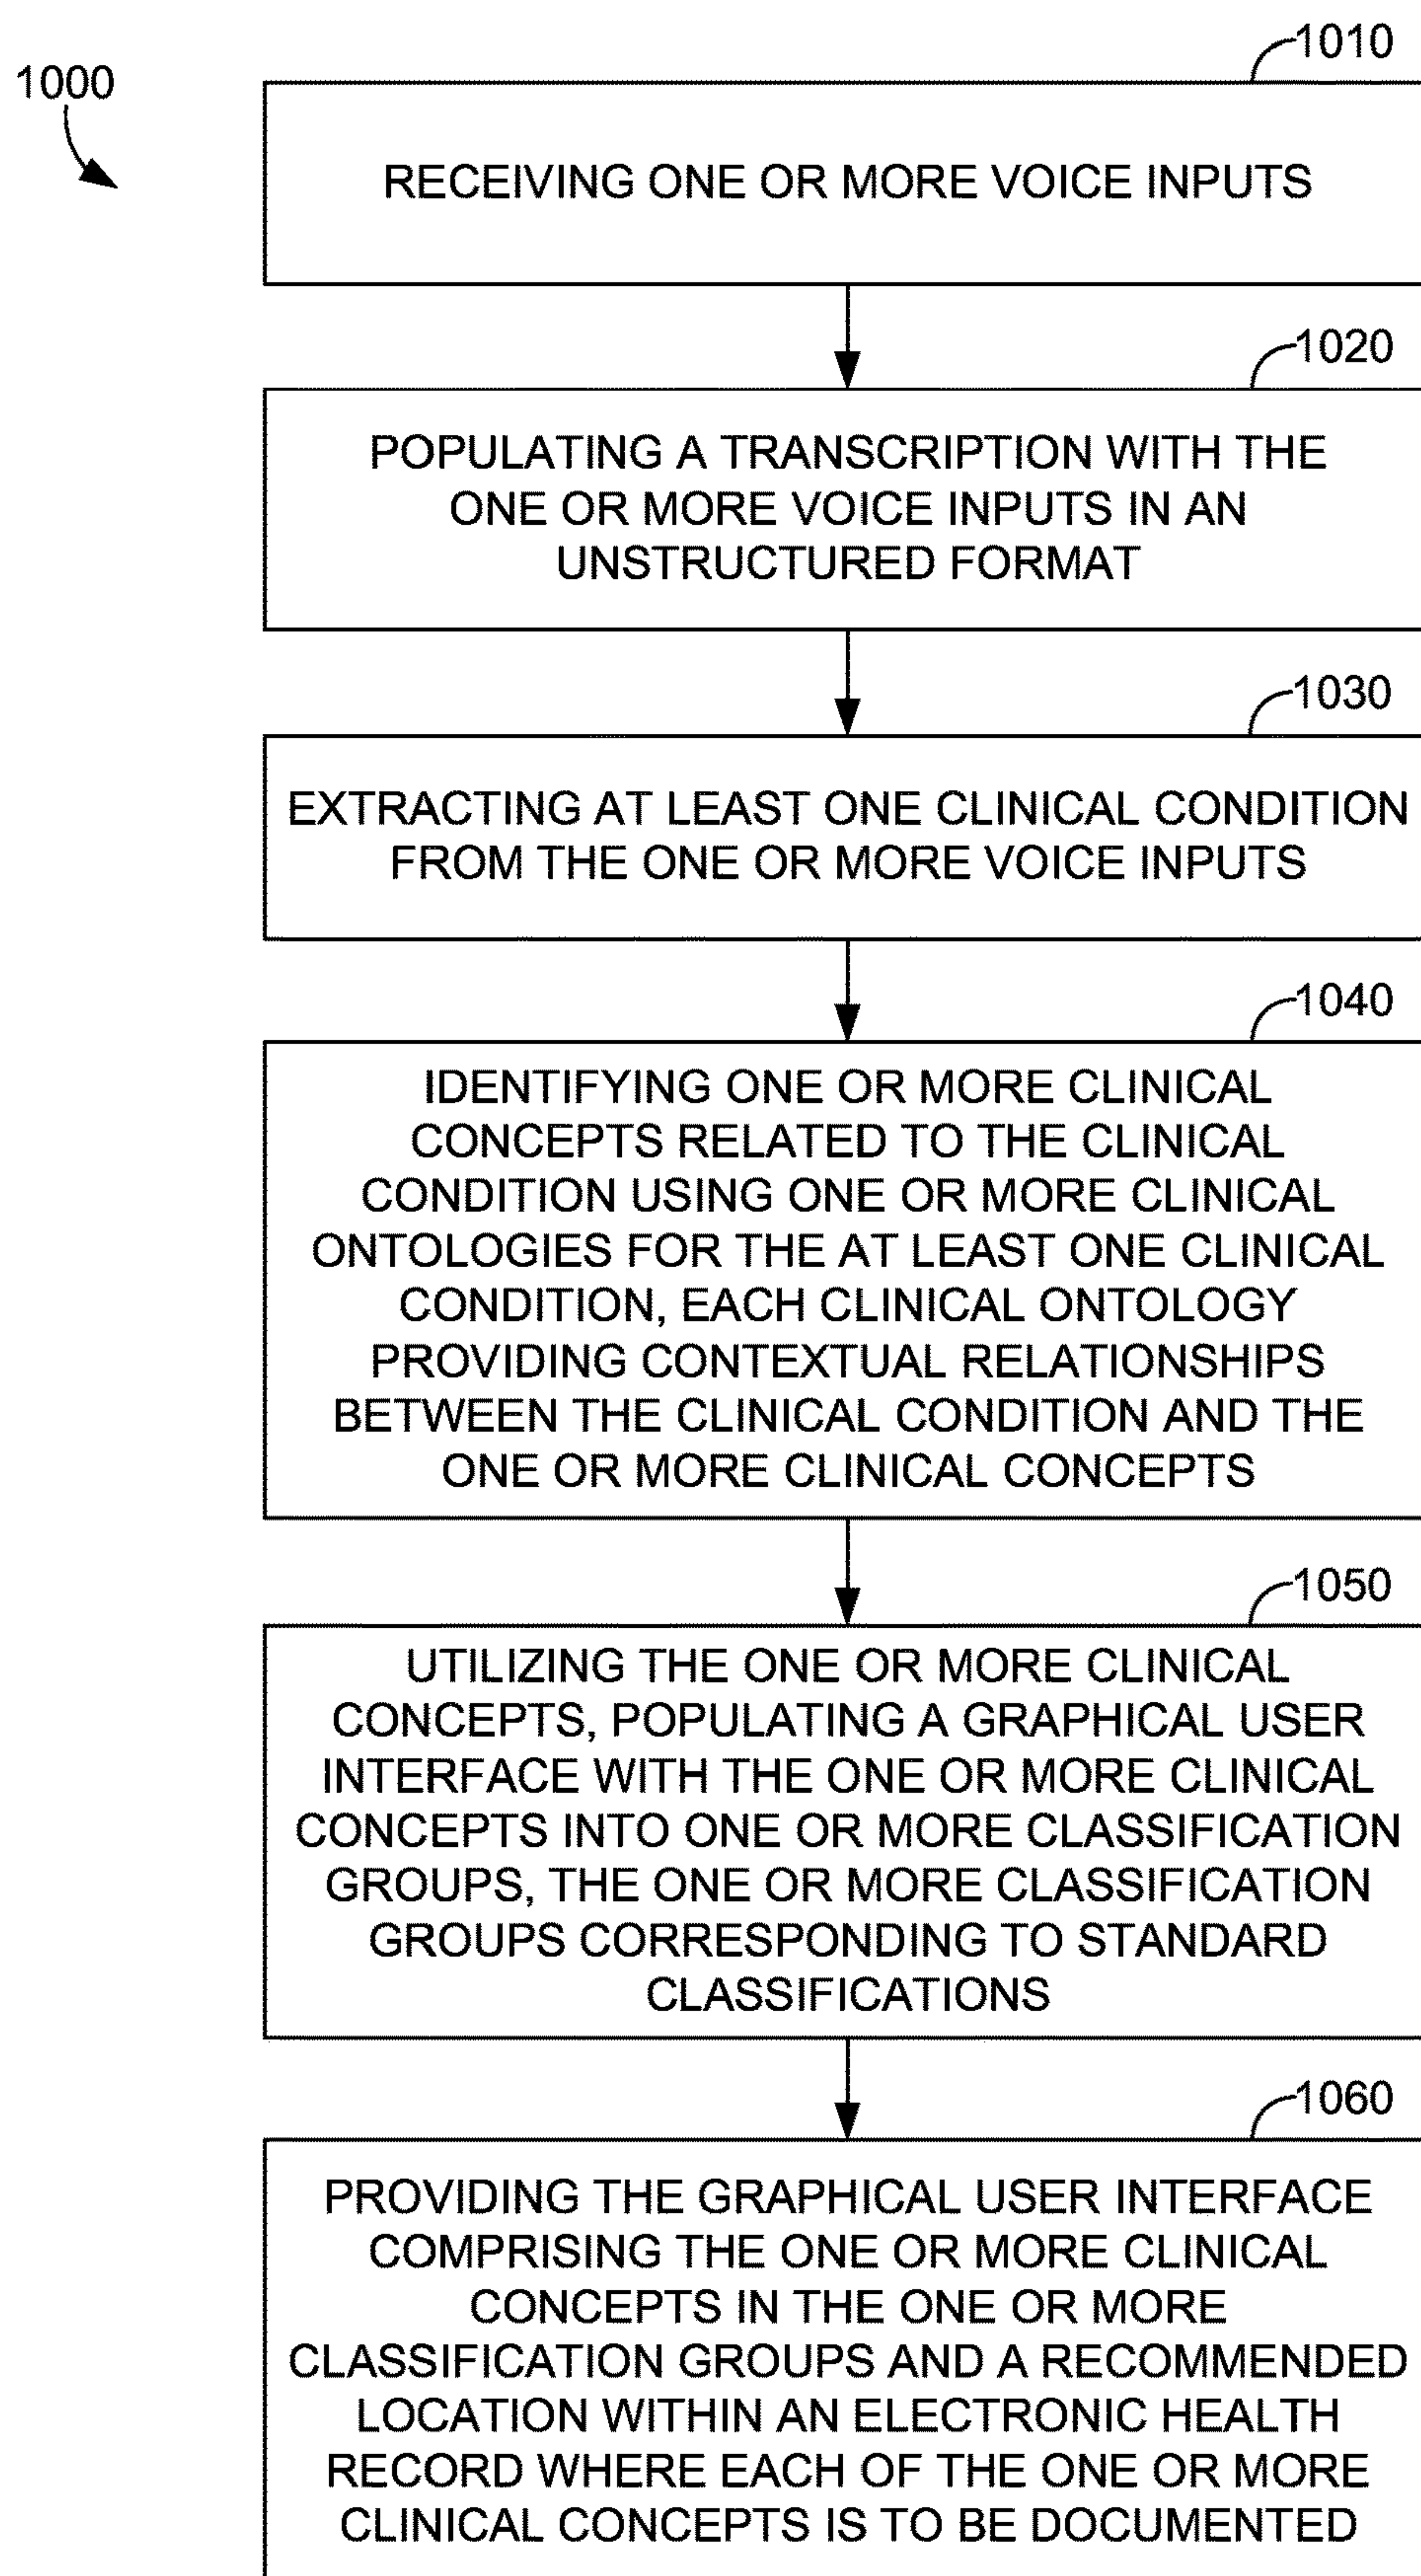 1010
1000
RECEIVING ONE OR MORE VOICE INPUTS
1020
POPULATING A TRANSCRIPTION WITH THE
ONE OR MORE VOICE INPUTS IN AN
UNSTRUCTURED FORMAT
1030
EXTRACTING AT LEAST ONE CLINICAL CONDITION
FROM THE ONE OR MORE VOICE INPUTS
1040
IDENTIFYING ONE OR MORE CLINICAL
CONCEPTS RELATED TO THE CLINICAL
CONDITION USING ONE OR MORE CLINICAL
ONTOLOGIES FOR THE AT LEAST ONE CLINICAL
CONDITION, EACH CLINICAL ONTOLOGY
PROVIDING CONTEXTUAL RELATIONSHIPS
BETWEEN THE CLINICAL CONDITION AND THE
ONE OR MORE CLINICAL CONCEPTS
1050
UTILIZING THE ONE OR MORE CLINICAL
CONCEPTS, POPULATING A GRAPHICAL USER
INTERFACE WITH THE ONE OR MORE CLINICAL
CONCEPTS INTO ONE OR MORE CLASSIFICATION
GROUPS, THE ONE OR MORE CLASSIFICATION
GROUPS CORRESPONDING TO STANDARD
CLASSIFICATIONS
1060
PROVIDING THE GRAPHICAL USER INTERFACE
COMPRISING THE ONE OR MORE CLINICAL
CONCEPTS IN THE ONE OR MORE
CLASSIFICATION GROUPS AND A RECOMMENDED
LOCATION WITHIN AN ELECTRONIC HEALTH
RECORD WHERE EACH OF THE ONE OR MORE
CLINICAL CONCEPTS IS TO BE DOCUMENTED